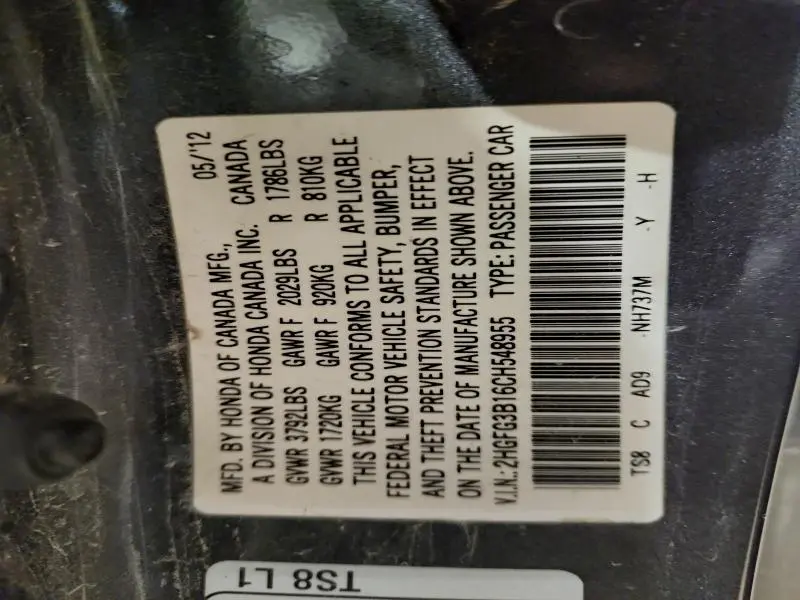 MFD. BY HONDA OF CANADA MFG., 05/12
A DIVISION OF HONDA CANADA INC. CANADA
GVWR 3792LBS GAWR F 2029LBS R 1786LBS
GVWR 1720KG GAWR F 920KG R 810KG
THIS VEHICLE CONFORMS TO ALL APPLICABLE
FEDERAL MOTOR VEHICLE SAFETY, BUMPER,
AND THEFT PREVENTION STANDARDS IN EFFECT
ON THE DATE OF MANUFACTURE SHOWN ABOVE.
V.I.N.: 2HGFG3B16CH548955 TYPE: PASSENGER CAR
TS8 C AD9 -NH737M -Y -H
TS8 L1